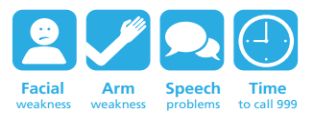 Facial Arm Speech Time
weakness weakness problems to call 999